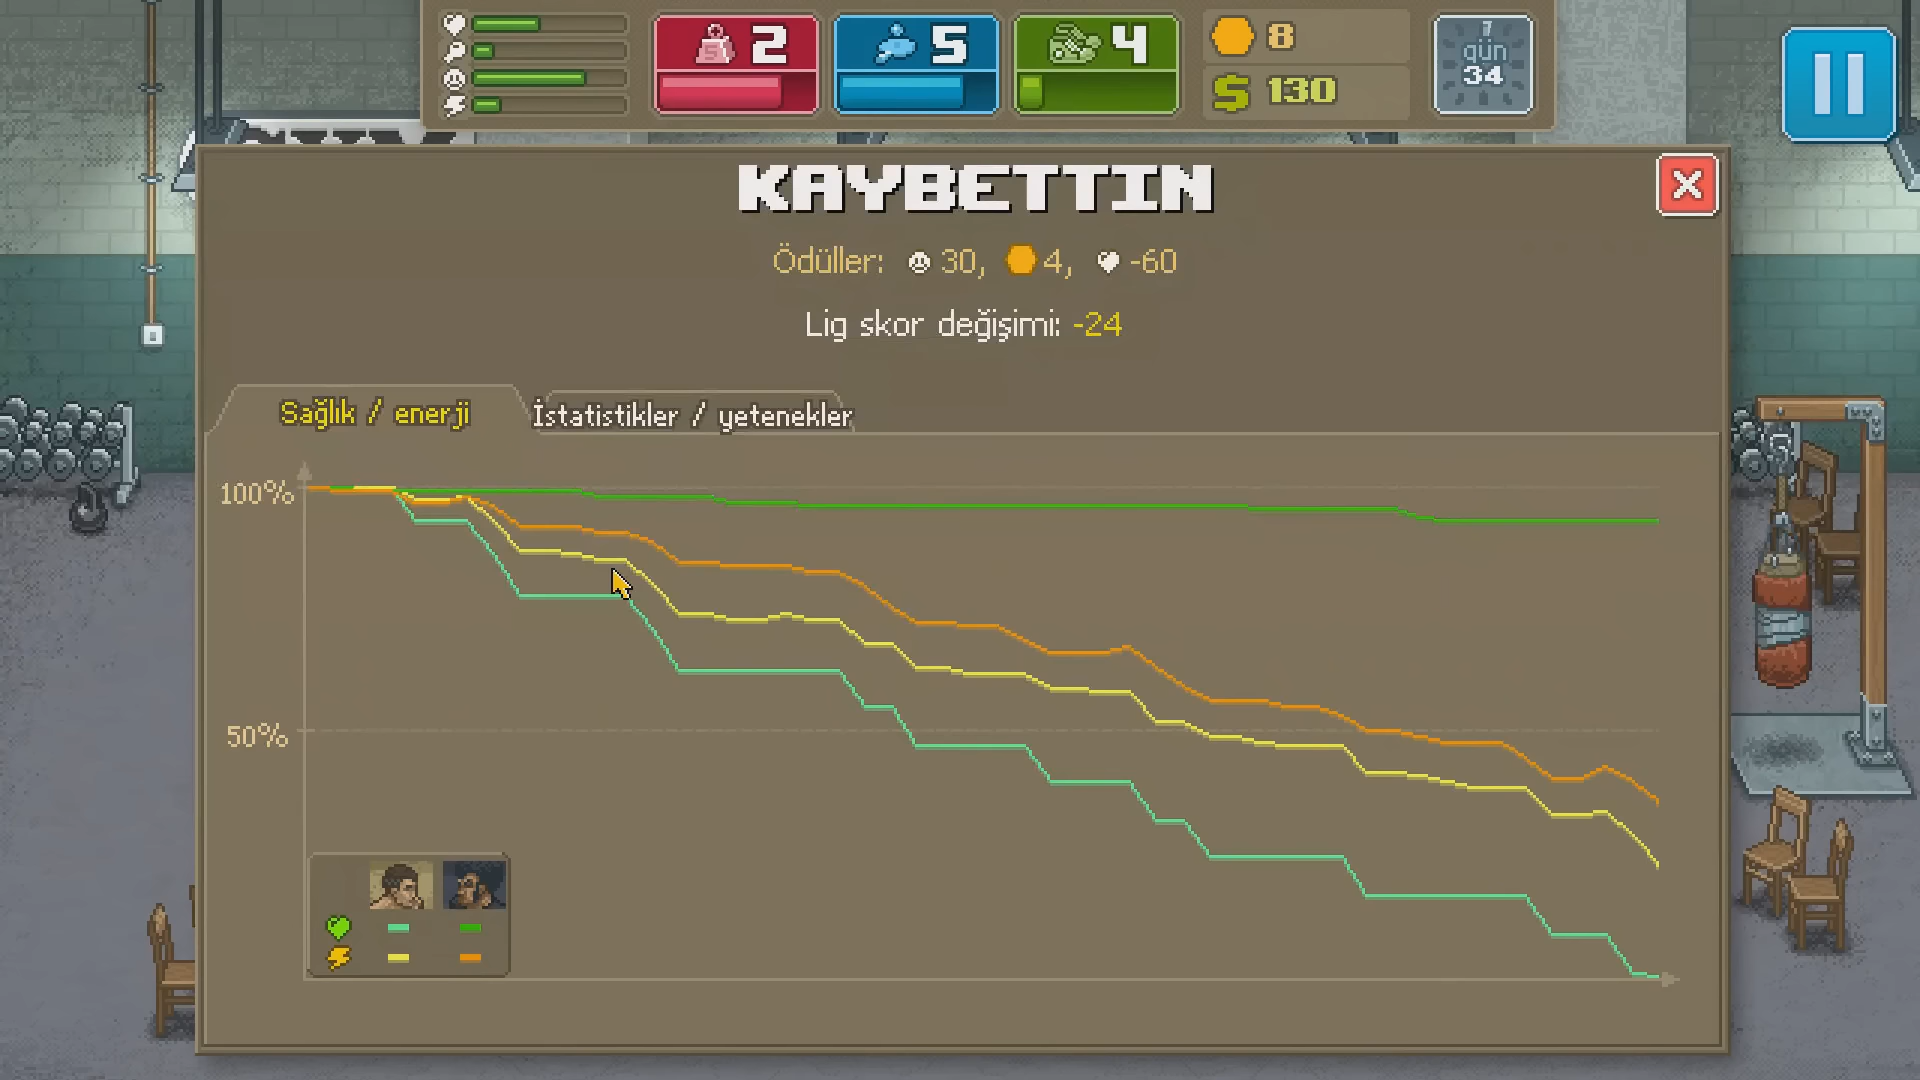 2
5
4
8
$ 130
gün
34
KAYBETTIN
Ödüller: 30, 4, -60
Lig skor değişimi: -24
Sağlık / enerji
İstatistikler / yetenekler
100%
50%